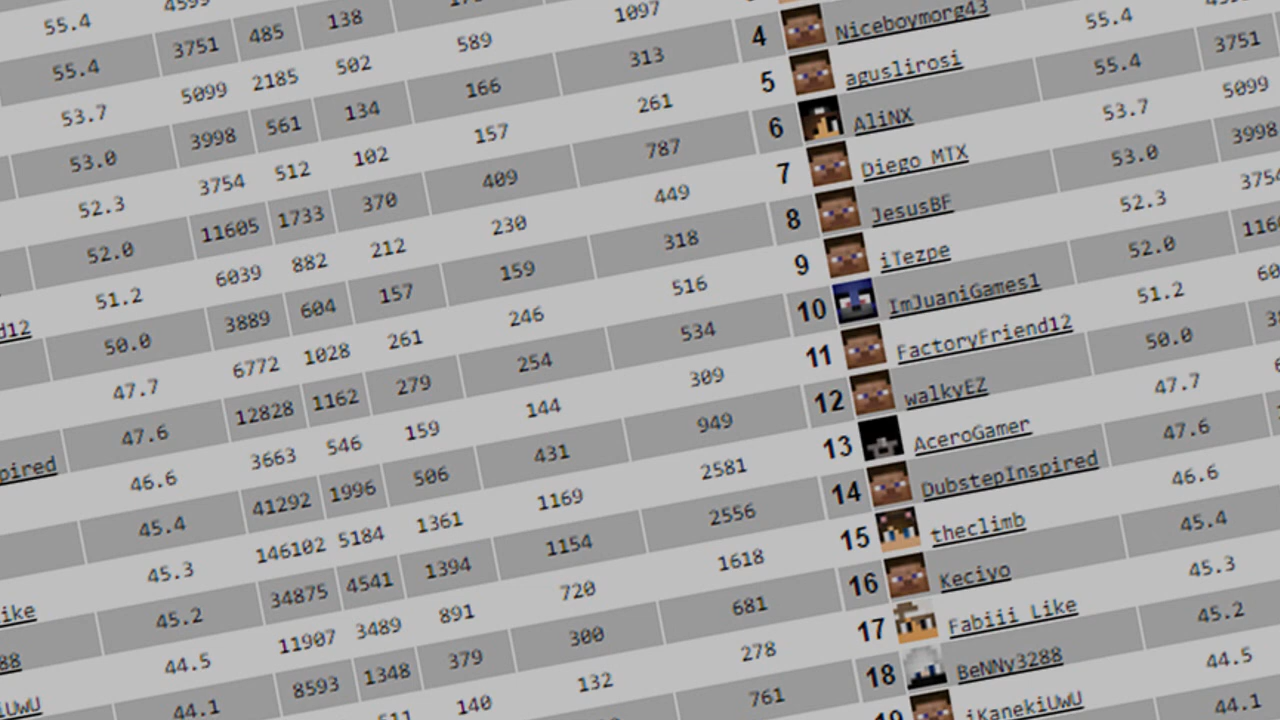 55.4
55.4 3751 485 138
53.7 5099 2185 502 589 1097
53.0 3998 561 134 166 313 4 Niceboymorg43
52.3 3754 512 102 157 261 5 aguslirosi 55.4
52.0 11605 1733 370 409 787 6 AliNX 55.4 3751
d12 51.2 6039 882 212 230 449 7 Diego MTX 53.7 5099
50.0 3889 604 157 159 318 8 JesusBF 53.0 3998
47.7 6772 1028 261 246 516 9 iTezpe 52.3 3754
pired 47.6 12828 1162 279 254 534 10 ImJuaniGames1 52.0
46.6 3663 546 159 144 309 11 FactoryFriend12 51.2
45.4 41292 1996 506 431 949 12 walkyEZ 50.0
ike 45.3 146102 5184 1361 1169 2581 13 AceroGamer 47.7
88 45.2 34875 4541 1394 1154 2556 14 DubstepInspired 47.6
iUwU 44.5 11907 3489 891 720 1618 15 theclimb 46.6
44.1 8593 1348 379 300 681 16 Keciyo 45.4
140 132 278 17 Fabiii Like 45.3
761 18 BeNNy3288 45.2
19 iKanekiUwU 44.5
44.1